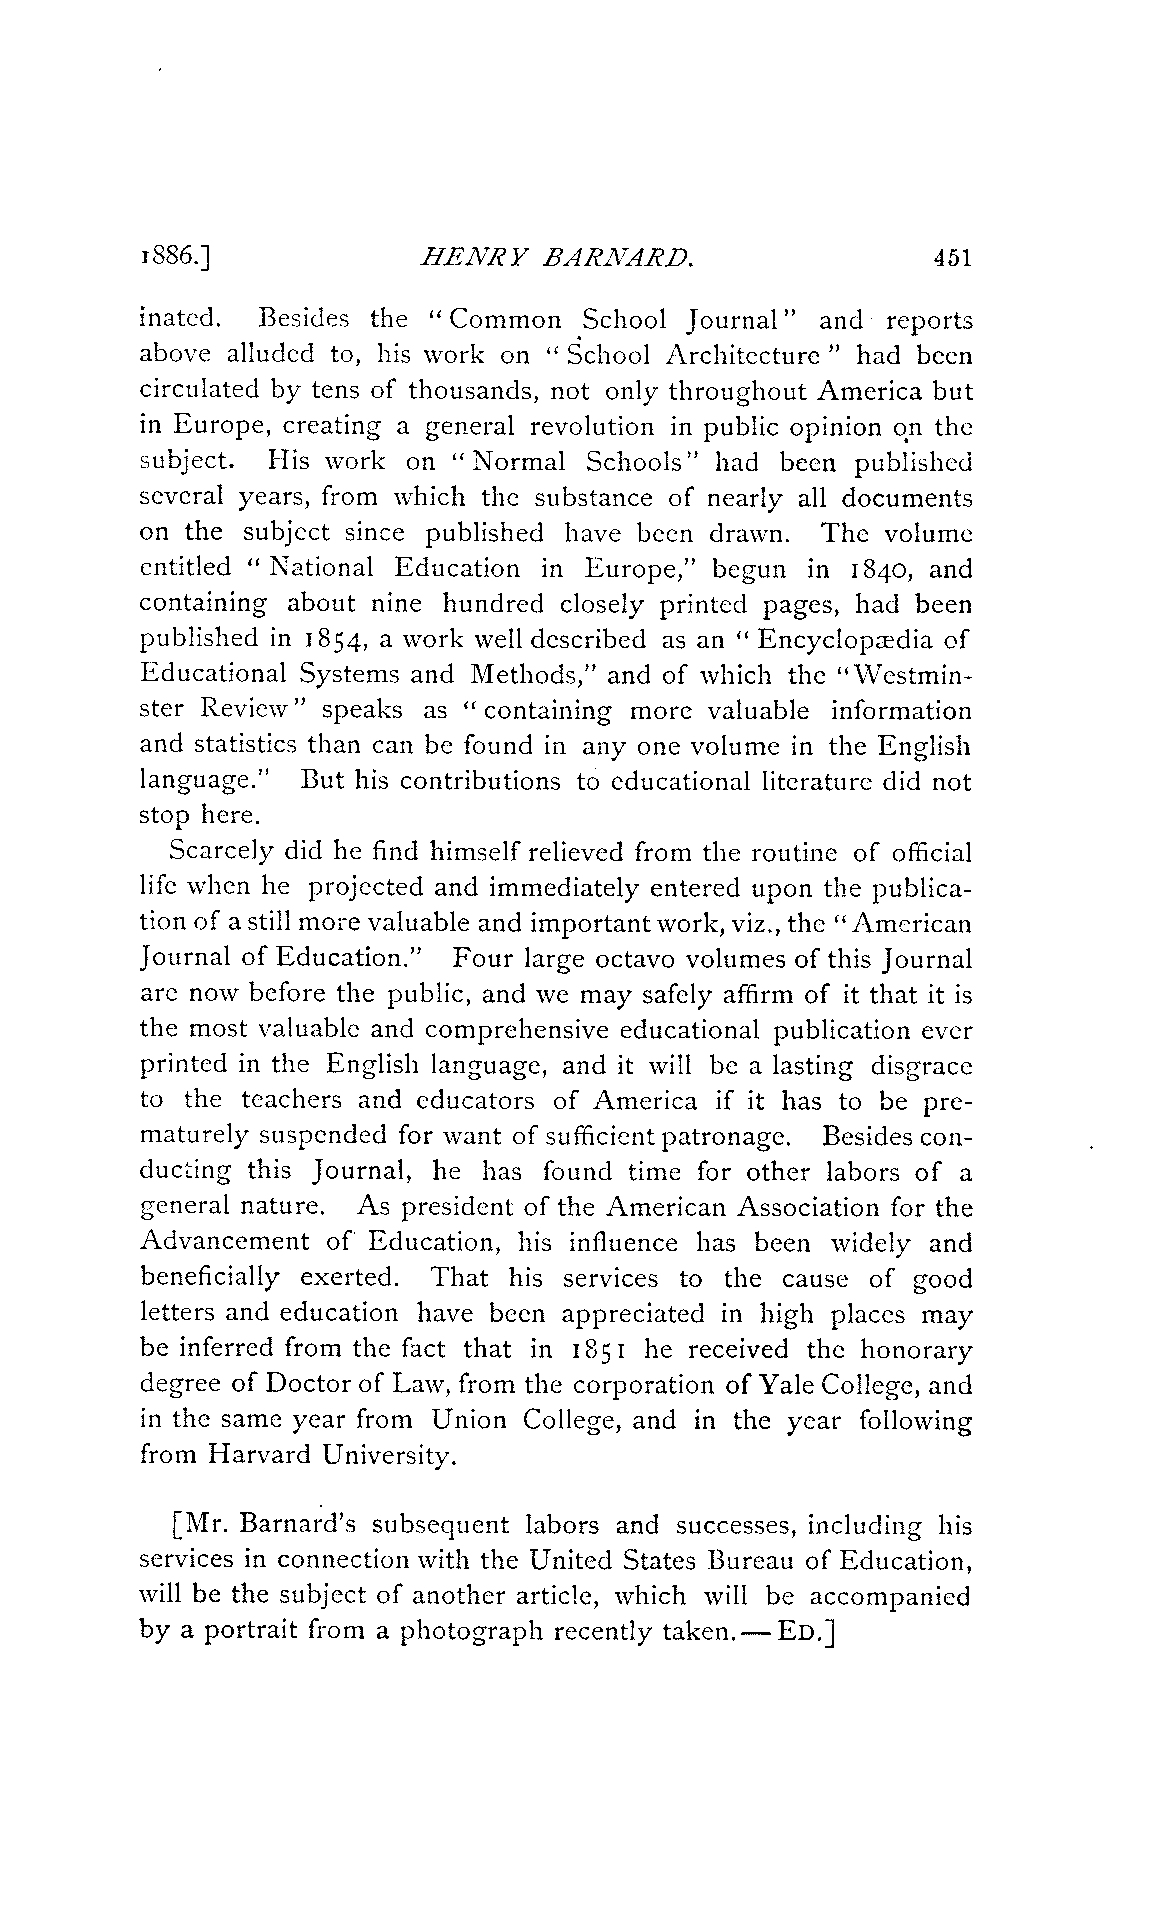 1886.] HENRY BARNARD. 451
inated. Besides the "Common School Journal" and reports
above alluded to, his work on "School Architecture" had been
circulated by tens of thousands, not only throughout America but
in Europe, creating a general revolution in public opinion on the
subject. His work on "Normal Schools" had been published
several years, from which the substance of nearly all documents
on the subject since published have been drawn. The volume
entitled "National Education in Europe," begun in 1840, and
containing about nine hundred closely printed pages, had been
published in 1854, a work well described as an "Encyclopædia of
Educational Systems and Methods," and of which the "Westmin-
ster Review" speaks as "containing more valuable information
and statistics than can be found in any one volume in the English
language." But his contributions to educational literature did not
stop here.
Scarcely did he find himself relieved from the routine of official
life when he projected and immediately entered upon the publica-
tion of a still more valuable and important work, viz., the "American
Journal of Education." Four large octavo volumes of this Journal
are now before the public, and we may safely affirm of it that it is
the most valuable and comprehensive educational publication ever
printed in the English language, and it will be a lasting disgrace
to the teachers and educators of America if it has to be pre-
maturely suspended for want of sufficient patronage. Besides con-
ducting this Journal, he has found time for other labors of a
general nature. As president of the American Association for the
Advancement of Education, his influence has been widely and
beneficially exerted. That his services to the cause of good
letters and education have been appreciated in high places may
be inferred from the fact that in 1851 he received the honorary
degree of Doctor of Law, from the corporation of Yale College, and
in the same year from Union College, and in the year following
from Harvard University.
[Mr. Barnard's subsequent labors and successes, including his
services in connection with the United States Bureau of Education,
will be the subject of another article, which will be accompanied
by a portrait from a photograph recently taken.—ED.]